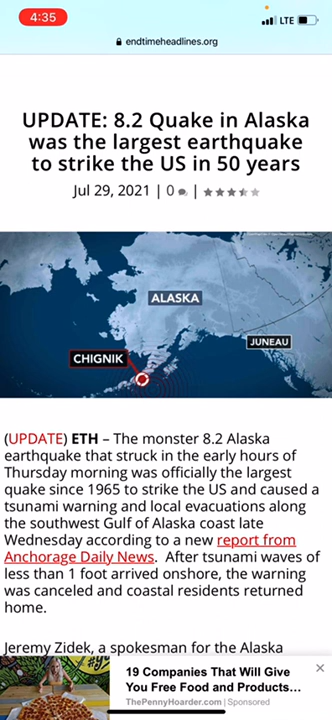 4:35
LTE
endtimeheadlines.org
UPDATE: 8.2 Quake in Alaska
was the largest earthquake
to strike the US in 50 years
Jul 29, 2021 | 0 |
ALASKA
JUNEAU
CHIGNIK
(UPDATE) ETH – The monster 8.2 Alaska
earthquake that struck in the early hours of
Thursday morning was officially the largest
quake since 1965 to strike the US and caused a
tsunami warning and local evacuations along
the southwest Gulf of Alaska coast late
Wednesday according to a new report from
Anchorage Daily News. After tsunami waves of
less than 1 foot arrived onshore, the warning
was canceled and coastal residents returned
home.
Jeremy Zidek, a spokesman for the Alaska
19 Companies That Will Give
You Free Food and Products...
ThePennyHoarder.com | Sponsored